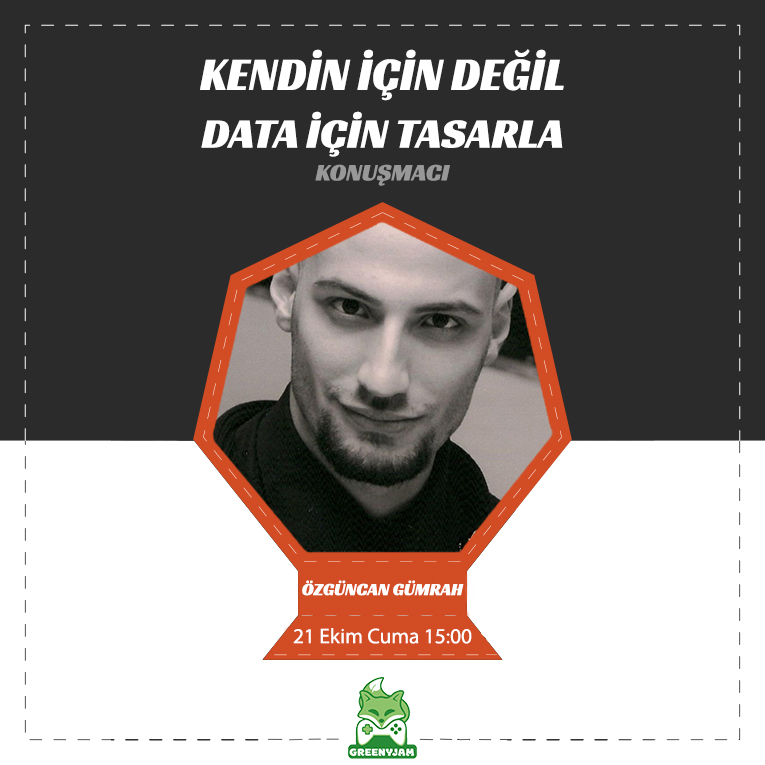 KENDİN İÇİN DEĞİL
DATA İÇİN TASARLA
KONUŞMACI
ÖZGÜNCAN GÜMRAH
21 Ekim Cuma 15:00
GREENYJAM